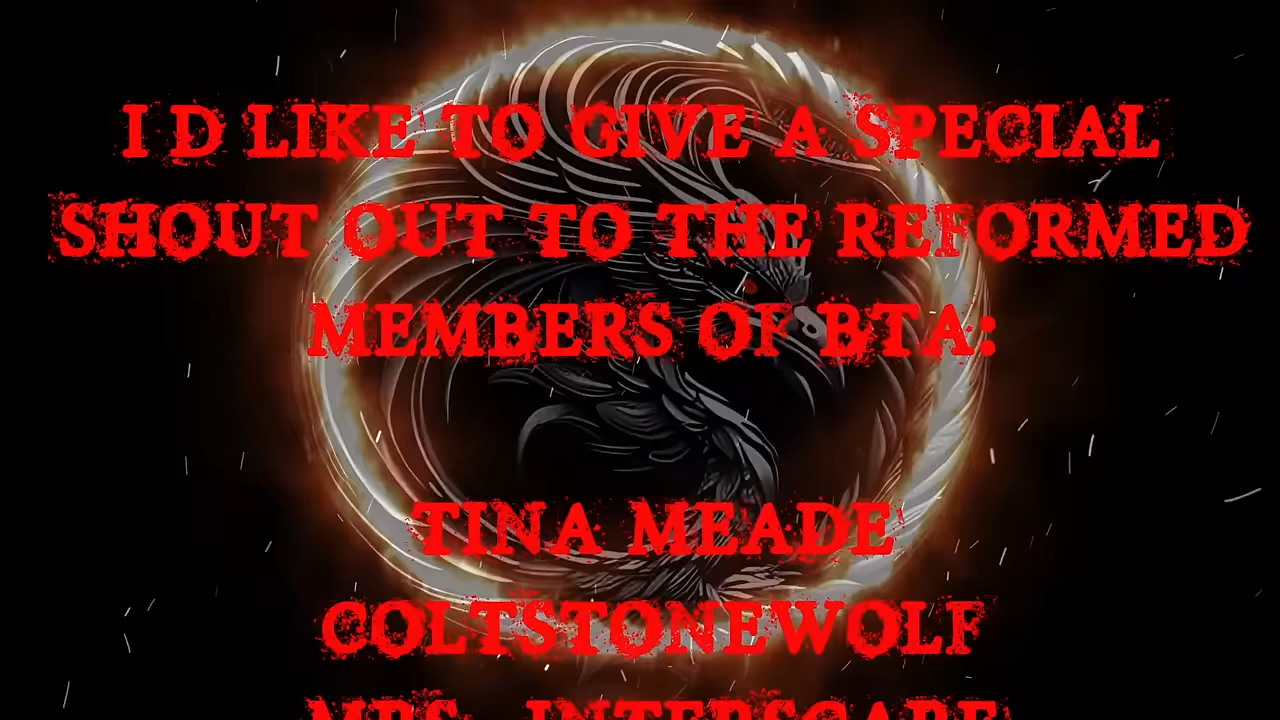 I D LIKE TO GIVE A SPECIAL
SHOUT OUT TO THE REFORMED
MEMBERS OF BTA:
TINA MEADE
COLTSTONEWOLF